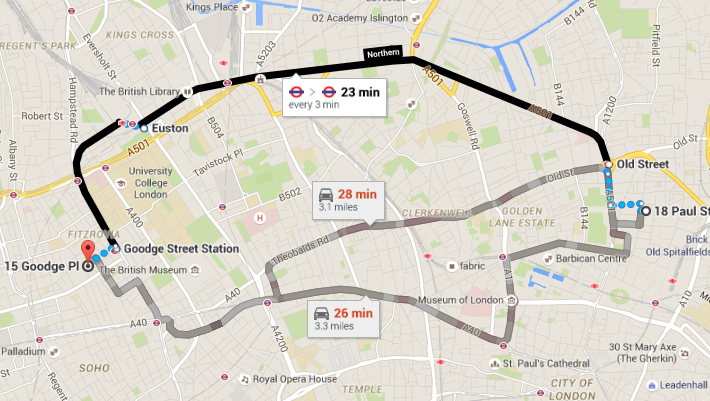 Kings Place
O2 Academy Islington
REGENT'S PARK
KINGS CROSS
Eversholt St
A5203
B144
Pitfield St
Northern
A501
The British Library
23 min
every 3 min
Hampstead Rd
Robert St
Euston
A501
B504
Goswell Rd
B144
A1200
A501
Old St
Albany St
Tavistock Pl
University
College
London
B502
28 min
3.1 miles
Old St
Old Street
A400
CLERKENWELL
GOLDEN
LANE ESTATE
B144
A50
18 Paul St
FITZROVIA
Goodge Street Station
Theobalds Rd
Brick
Old Spitalfields
15 Goodge Pl
The British Museum
fabric
Barbican Centre
A1
A40
A40
26 min
3.3 miles
Museum of London
A10
A4200
A40
30 St Mary Axe
(The Gherkin)
Palladium
St. Paul's Cathedral
SOHO
Regent
Royal Opera House
TEMPLE
CITY OF
LONDON
Leadenhall